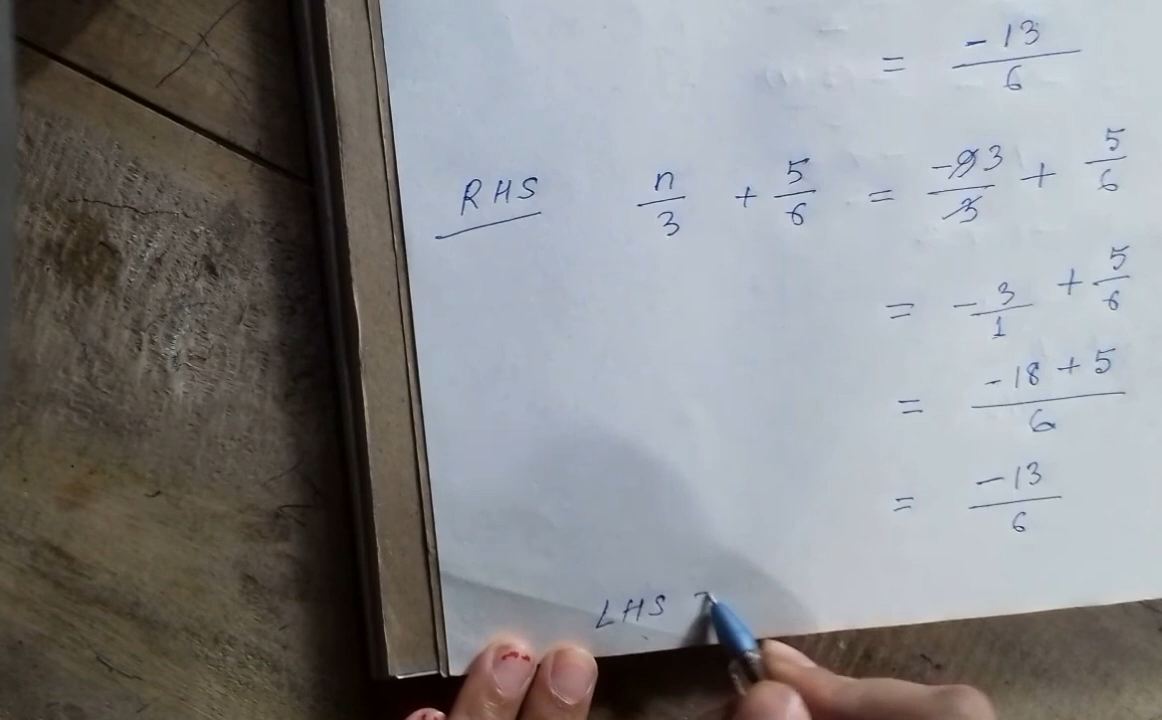 = -13/6
RHS n/3 + 5/6 = -93/3 + 5/6
= -3/1 + 5/6
= -18+5/6
= -13/6
LHS